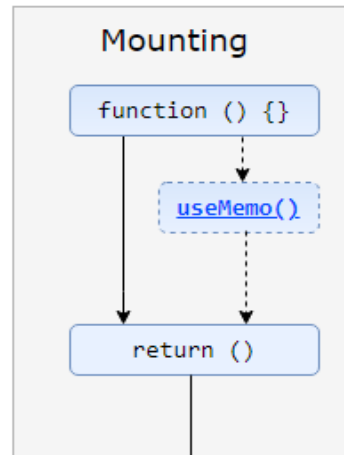 Mounting
function () {}
useMemo()
return ()